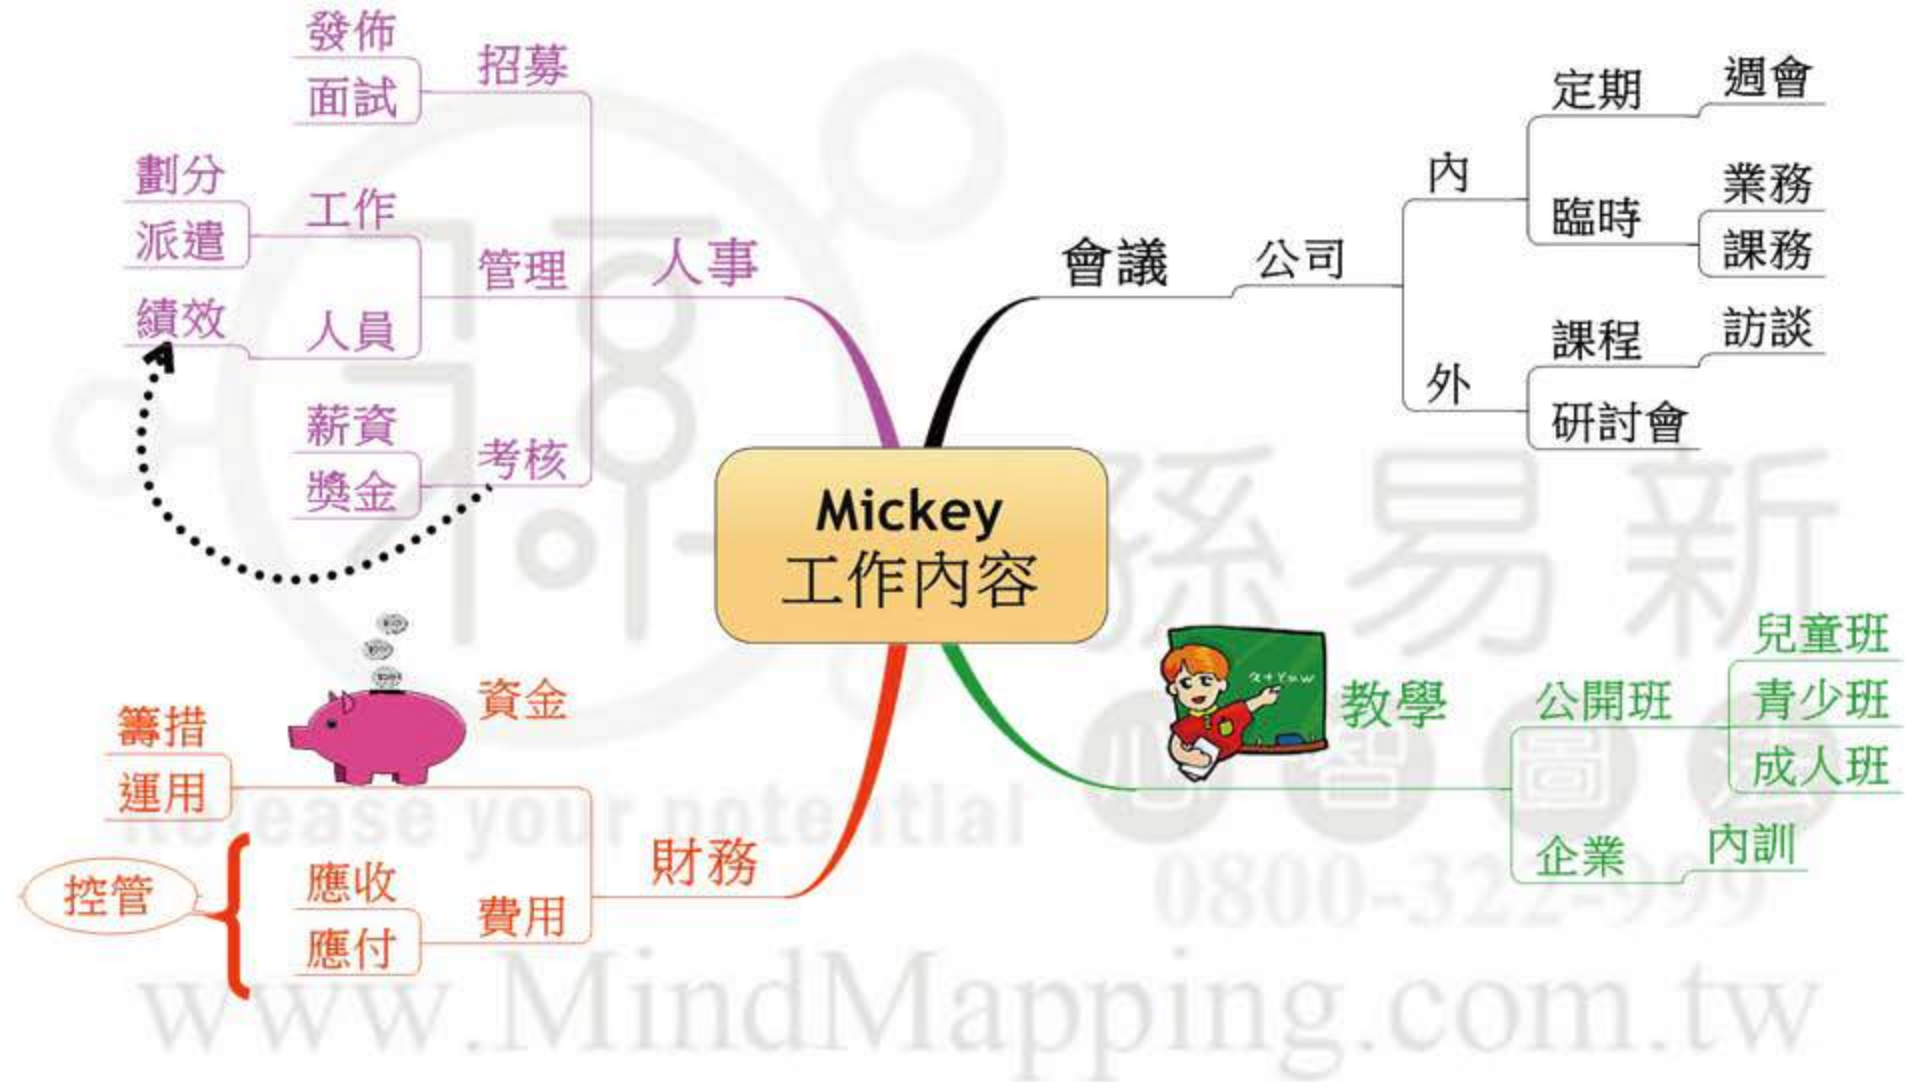 Mickey
工作內容
會議
公司
內
定期
週會
臨時
業務
課務
外
課程
訪談
研討會
教學
公開班
兒童班
青少班
成人班
企業
內訓
財務
資金
籌措
運用
費用
應收
應付
控管
人事
招募
發佈
面試
管理
工作
劃分
派遣
人員
績效
考核
薪資
獎金
孫易新
心智圖法
Release your potential
0800-322-999
www.MindMapping.com.tw